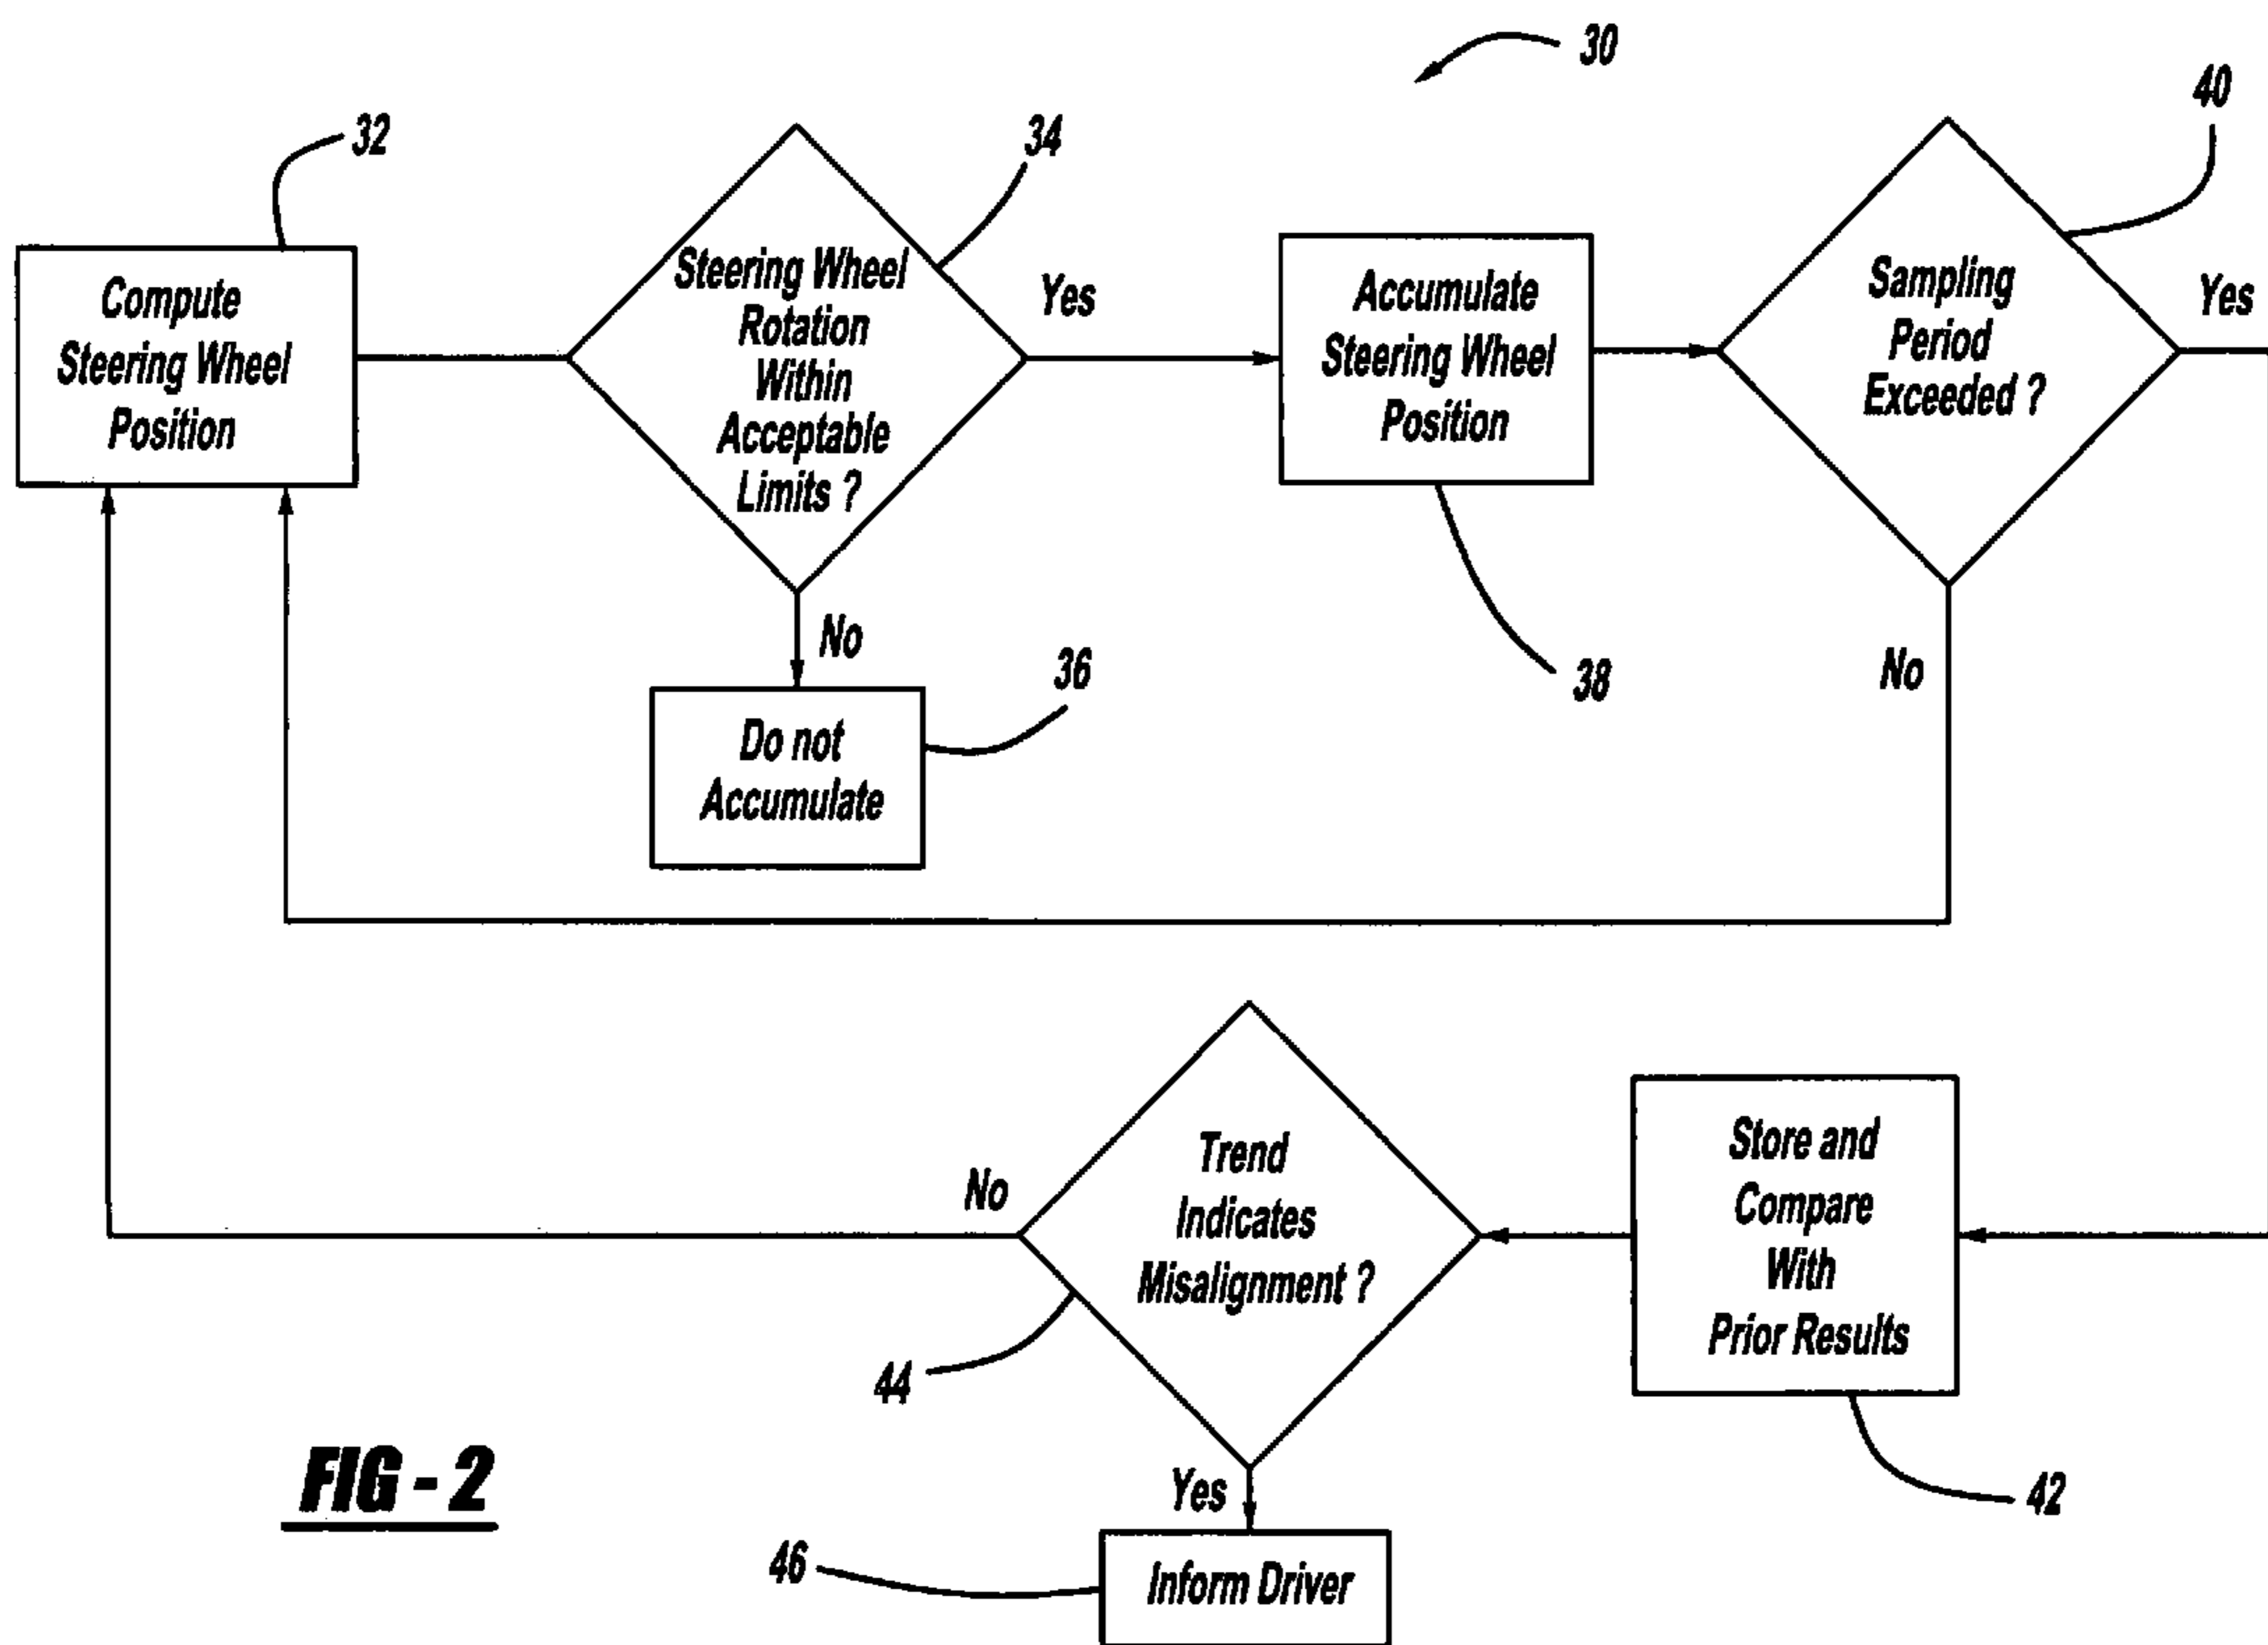 30
32
Compute
Steering Wheel
Position
34
Steering Wheel
Rotation
Within
Acceptable
Limits ?
Yes
No
36
Do not
Accumulate
Accumulate
Steering Wheel
Position
38
40
Sampling
Period
Exceeded ?
Yes
No
Store and
Compare
With
Prior Results
42
Trend
Indicates
Misalignment ?
44
No
Yes
46
Inform Driver
FIG - 2